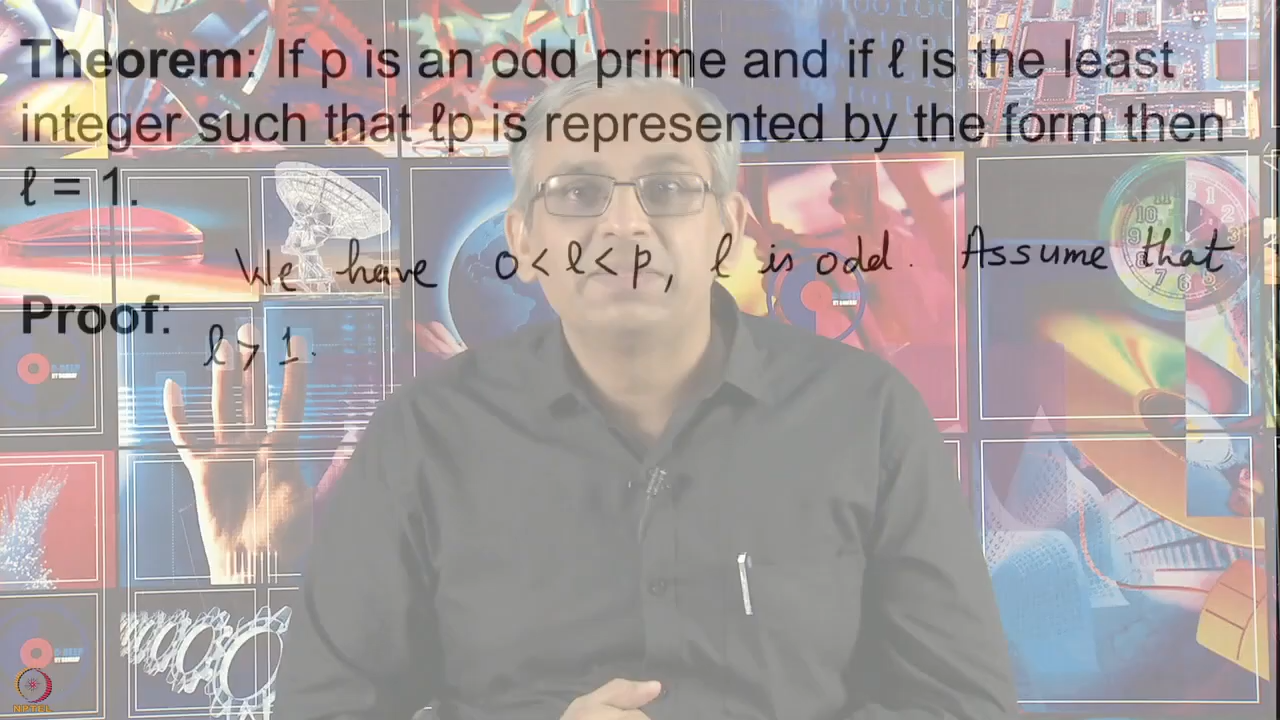 Theorem: If p is an odd prime and if ℓ is the least
integer such that ℓp is represented by the form then
ℓ = 1.
We have 0 < ℓ < p, ℓ is odd. Assume that
Proof:
ℓ > 1.
NPTEL